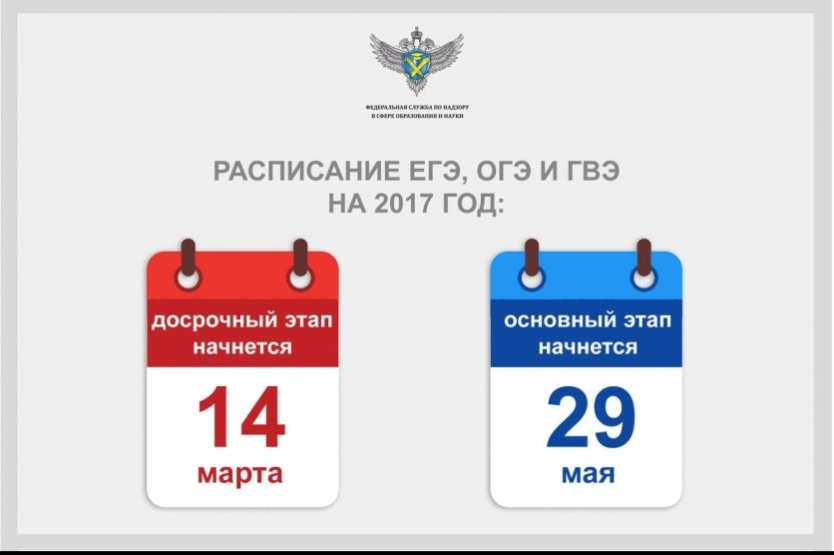 ФЕДЕРАЛЬНАЯ СЛУЖБА ПО НАДЗОРУ
В СФЕРЕ ОБРАЗОВАНИЯ И НАУКИ
РАСПИСАНИЕ ЕГЭ, ОГЭ И ГВЭ
НА 2017 ГОД:
досрочный этап
начнется
14
марта
основный этап
начнется
29
мая